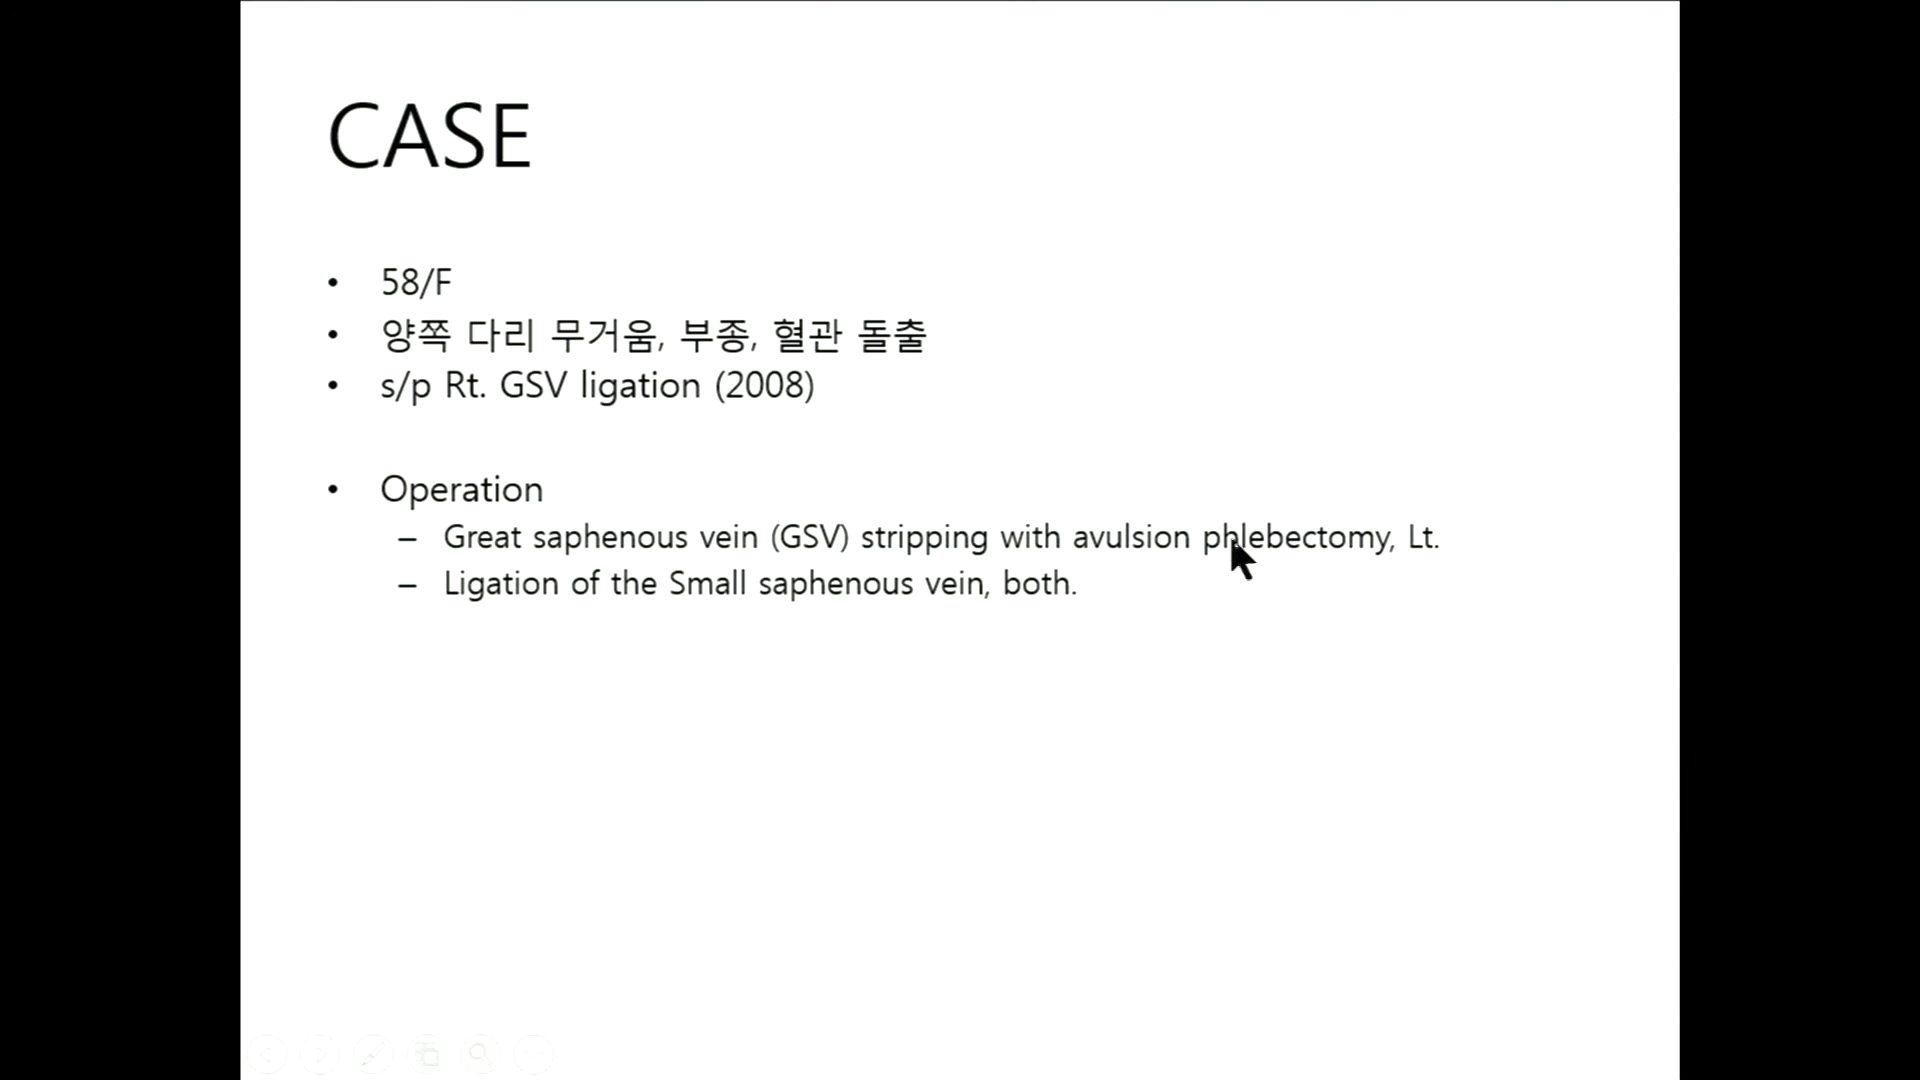 CASE
• 58/F
• 양쪽 다리 무거움, 부종, 혈관 돌출
• s/p Rt. GSV ligation (2008)
• Operation
– Great saphenous vein (GSV) stripping with avulsion phlebectomy, Lt.
– Ligation of the Small saphenous vein, both.